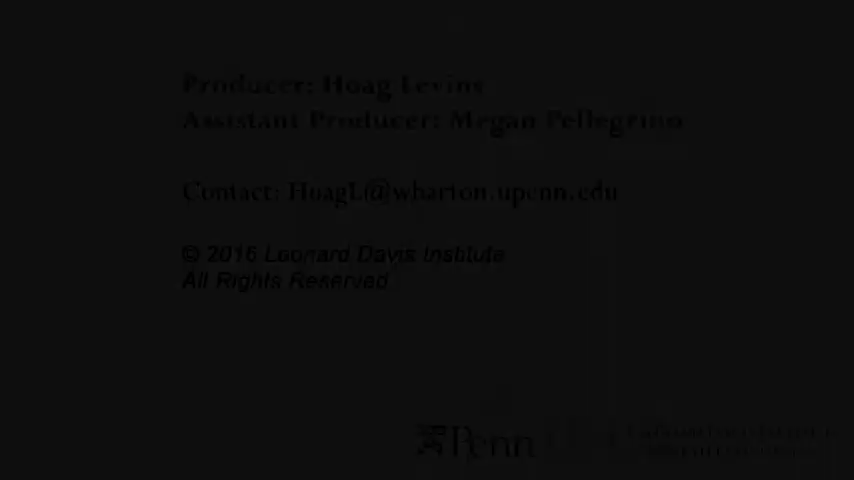 Producer: Hoag Levins
Assistant Producer: Megan Pellegrino
Contact: HoagL@wharton.upenn.edu
© 2016 Leonard Davis Institute
All Rights Reserved
Penn